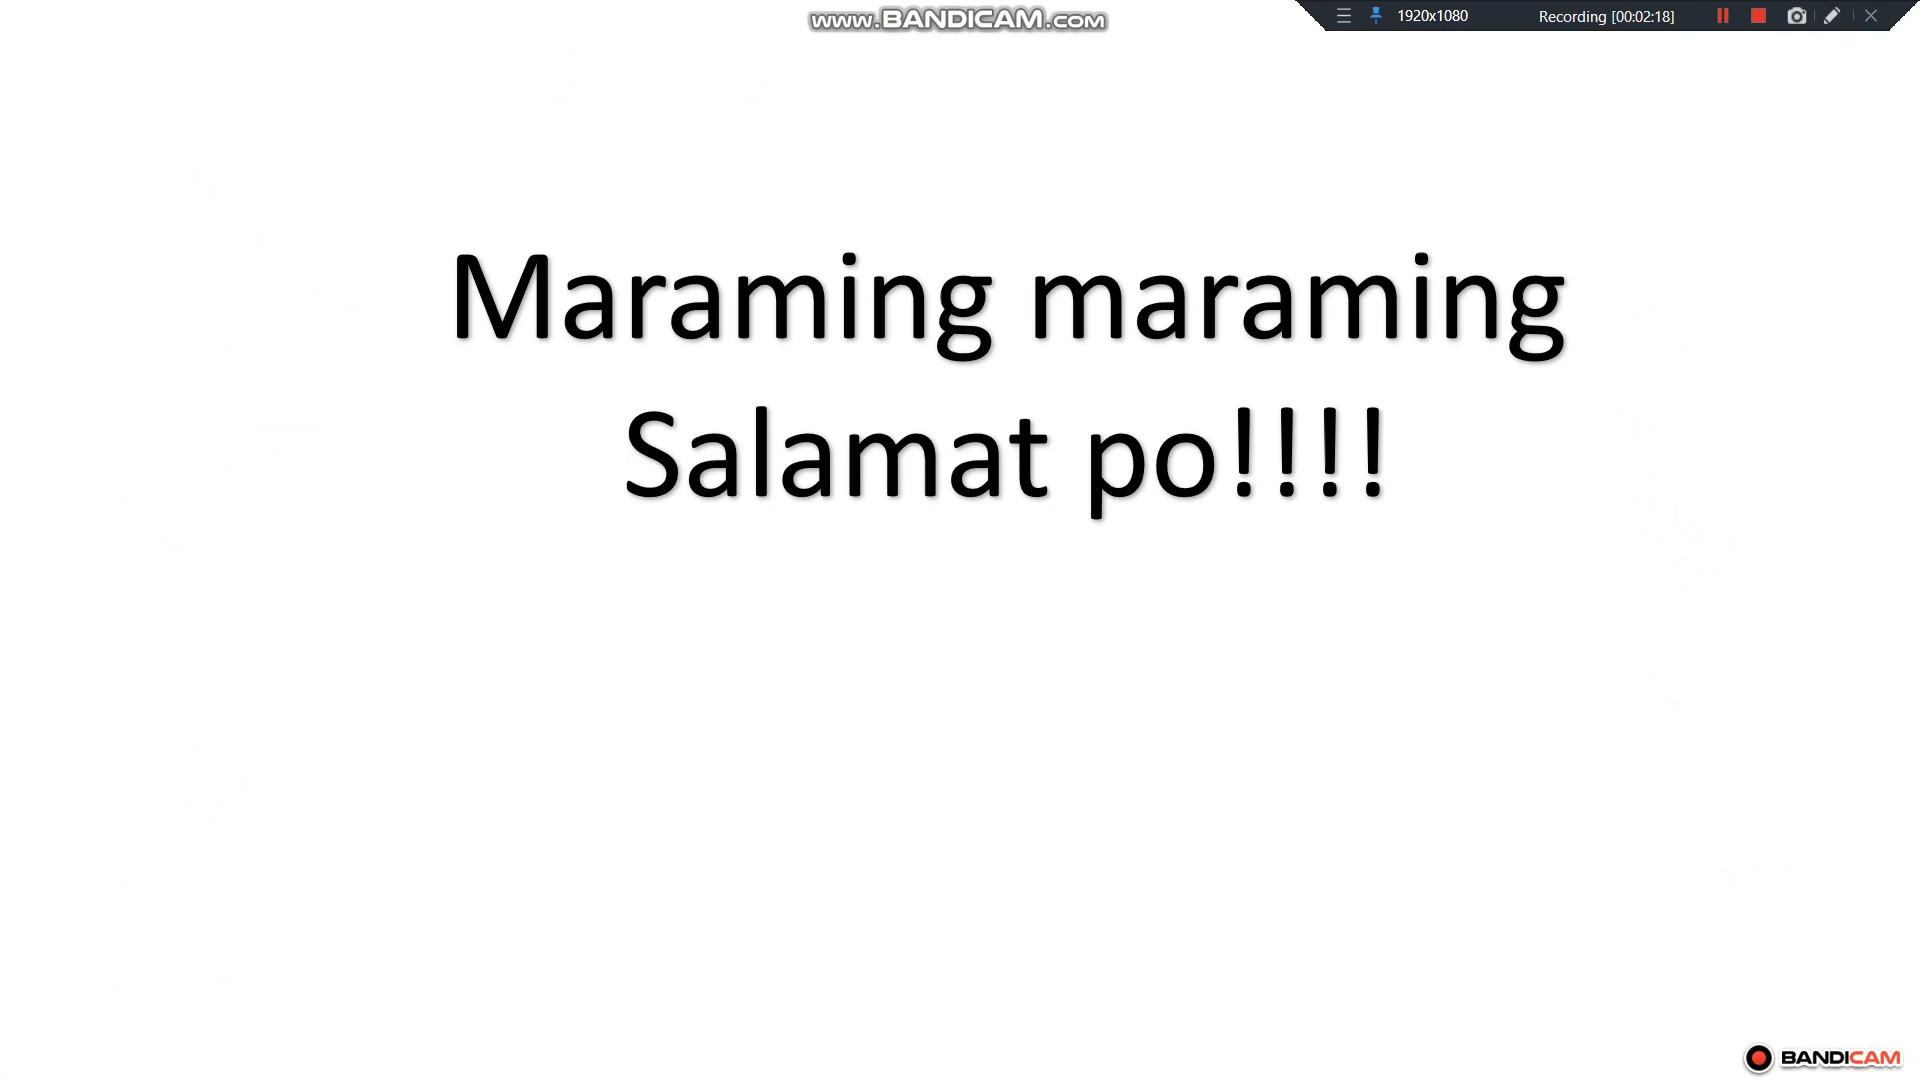 www.BANDICAM.com
1920x1080 Recording [00:02:18]
Maraming maraming
Salamat po!!!!
BANDICAM